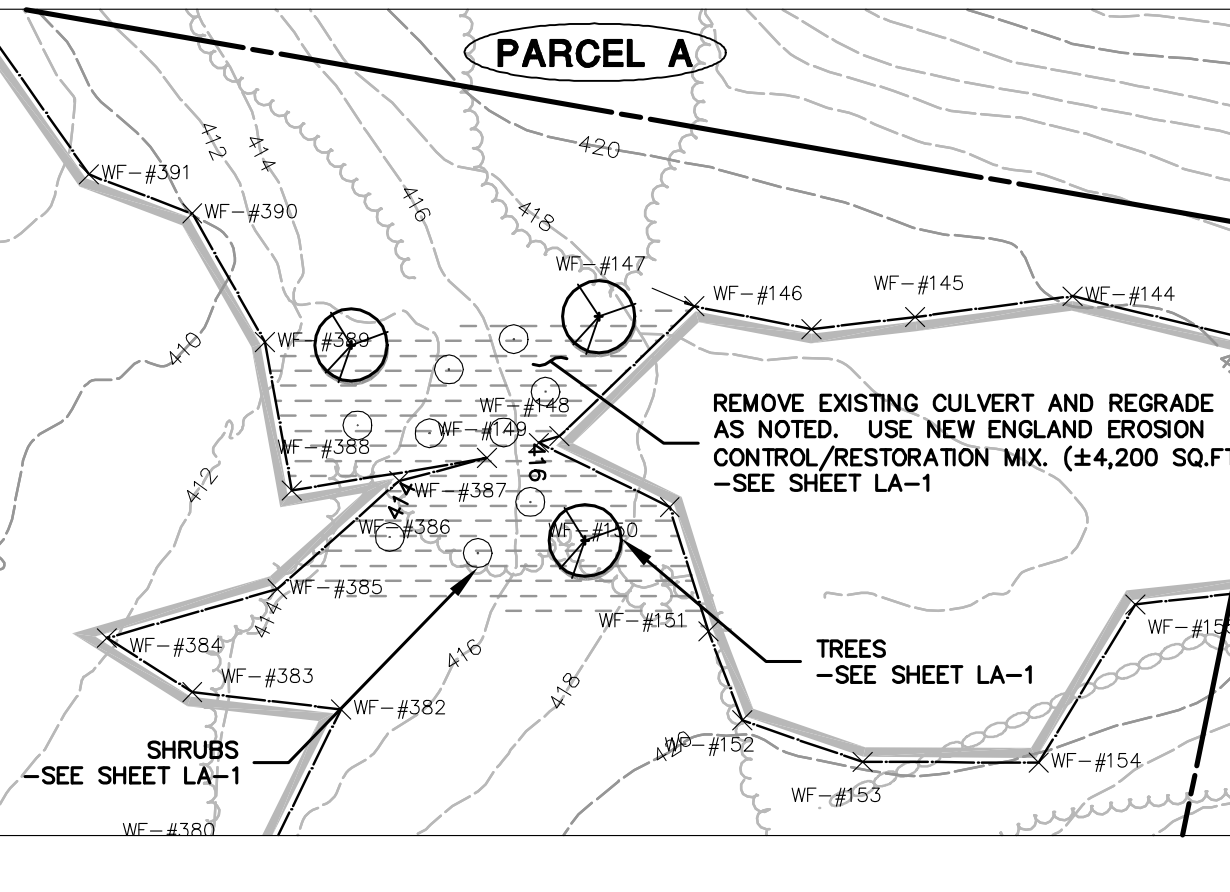 PARCEL A
412
414
420
WF-#391
416
WF-#390
418
WF-#147
WF-#145
WF-#146
WF-#144
WF-#389
410
REMOVE EXISTING CULVERT AND REGRADE
AS NOTED. USE NEW ENGLAND EROSION
CONTROL/RESTORATION MIX. (±4,200 SQ.FT
-SEE SHEET LA-1
WF-#148
WF-#149
WF-#388
416
412
414
WF-#387
WF-#386
WF-#150
WF-#385
414
WF-#151
WF-#384
416
TREES
-SEE SHEET LA-1
WF-#383
418
WF-#382
420
WF-#152
SHRUBS
-SEE SHEET LA-1
WF-#154
WF-#153
WF-#380